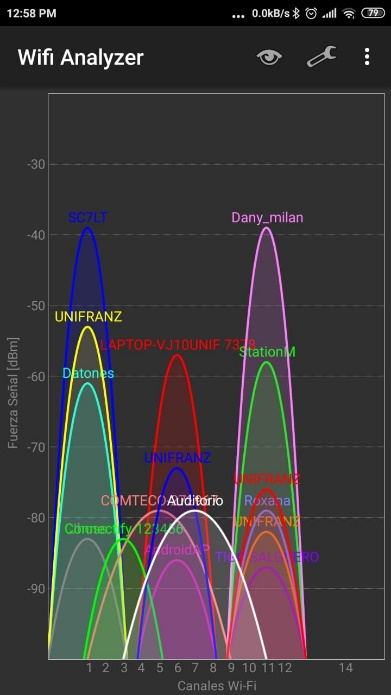 12:58 PM ... 0.0kB/s 79
Wifi Analyzer
-30
-40
-50
-60
-70
-80
-90
Fuerza Señal [dBm]
SC7LT
Dany_milan
UNIFRANZ
LAPTOP-VJ10UNIF 7378
StationM
Datones
UNIFRANZ
UNIFRANZ
COMTECO
Auditorio
Roxana
Connectify 123456
UNIFRANZ
AndroidAP
1 2 3 4 5 6 7 8 9 10 11 12 14
Canales Wi-Fi